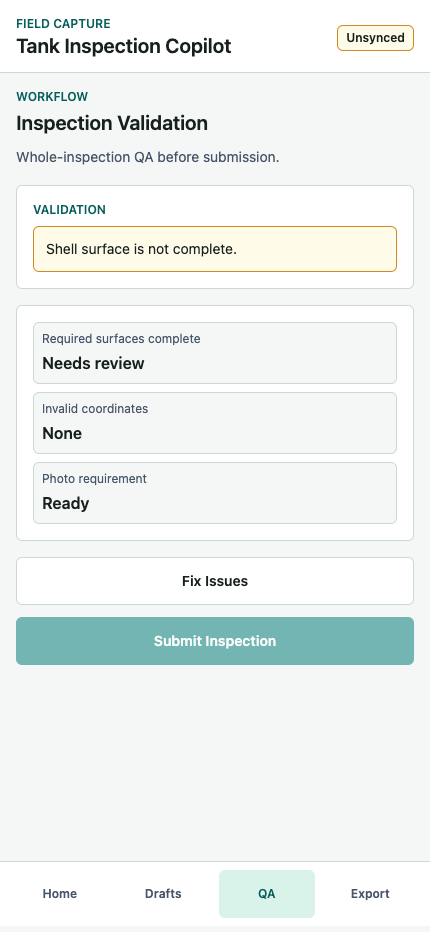 FIELD CAPTURE
Tank Inspection Copilot
Unsynced
WORKFLOW
Inspection Validation
Whole-inspection QA before submission.
VALIDATION
Shell surface is not complete.
Required surfaces complete
Needs review
Invalid coordinates
None
Photo requirement
Ready
Fix Issues
Submit Inspection
Home
Drafts
QA
Export